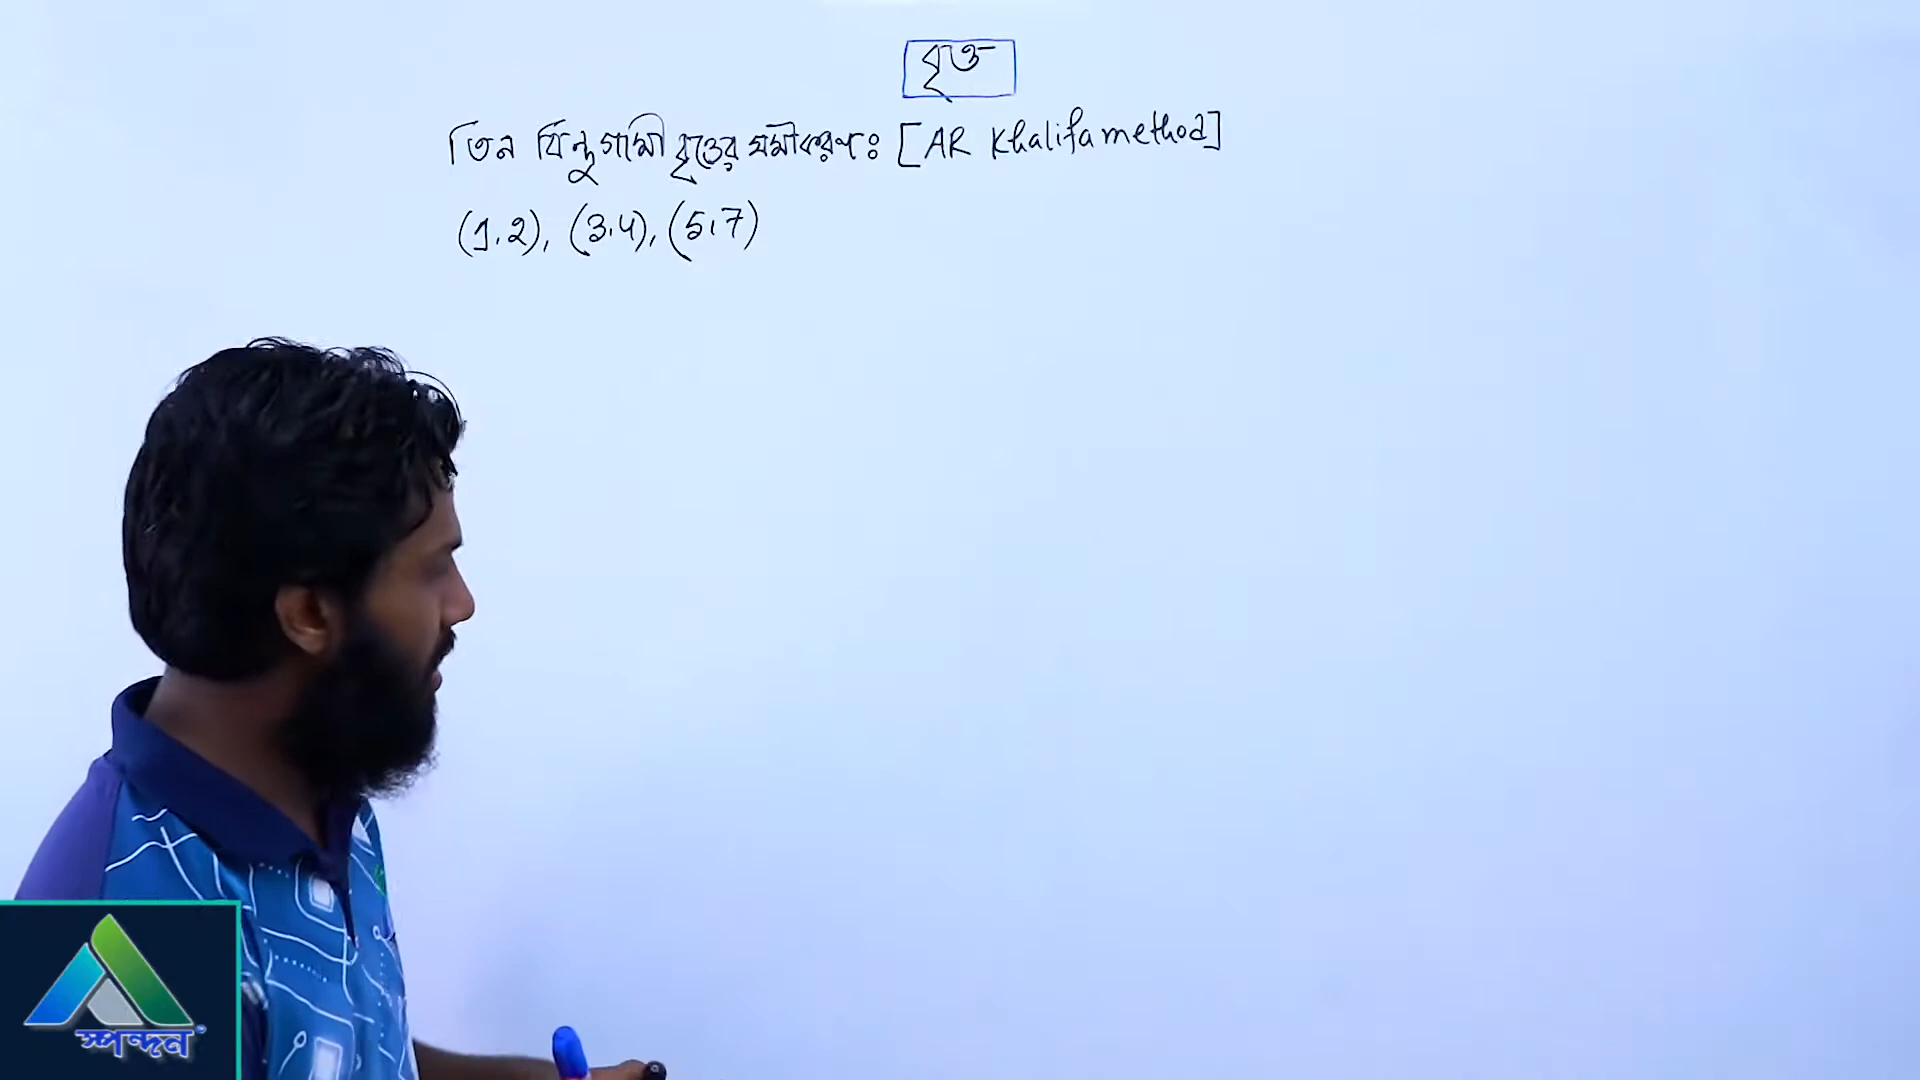 বৃত্ত
তিন বিন্দুগামী বৃত্তের সমীকরণঃ [AR Khalifa method]
(1,2), (3,4), (5,7)
স্পন্দন